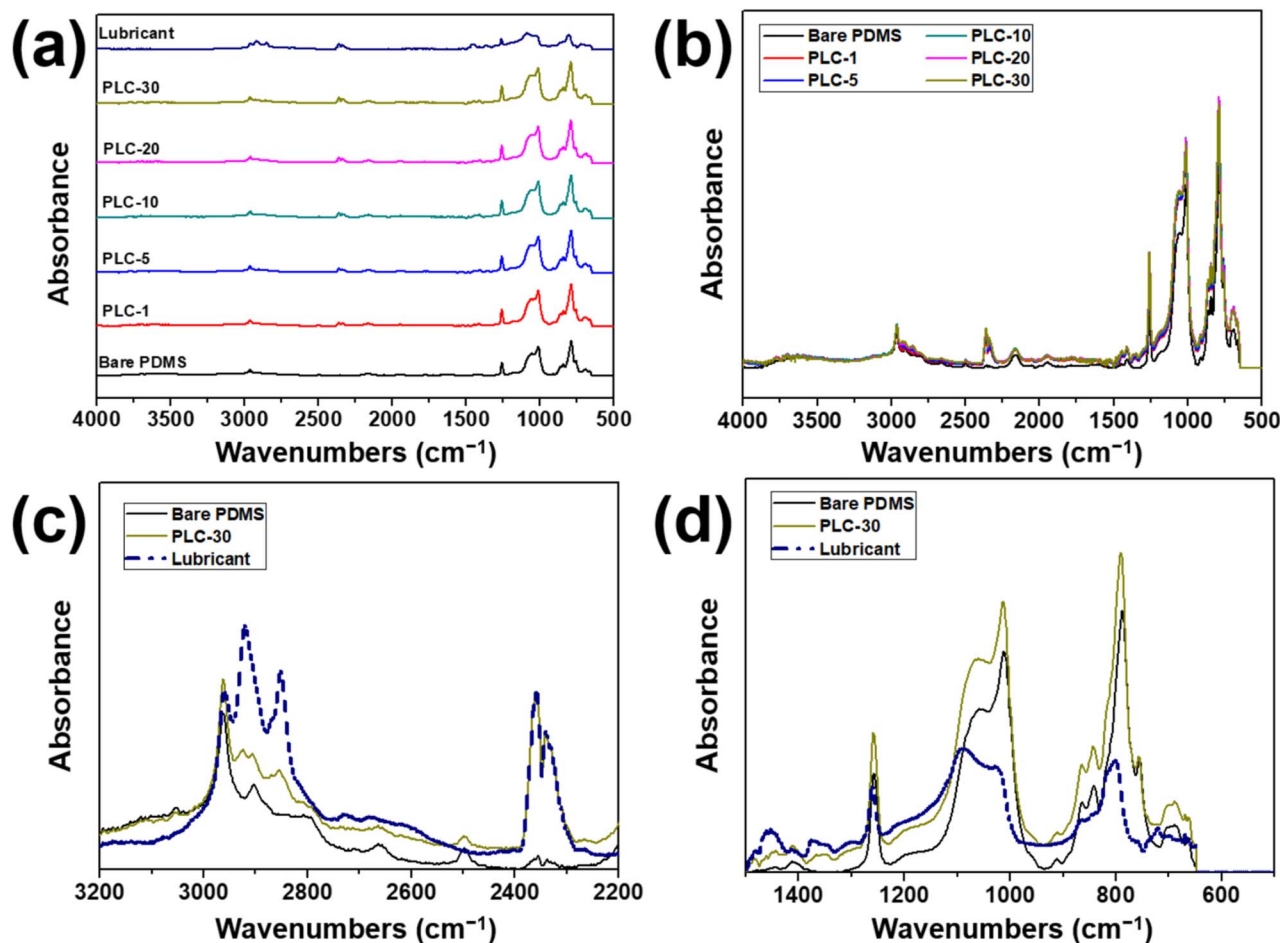 (a)
Lubricant
PLC-30
PLC-20
PLC-10
PLC-5
PLC-1
Bare PDMS
Absorbance
4000 3500 3000 2500 2000 1500 1000 500
Wavenumbers (cm⁻¹)
(b)
Bare PDMS PLC-10
PLC-1 PLC-20
PLC-5 PLC-30
Absorbance
4000 3500 3000 2500 2000 1500 1000 500
Wavenumbers (cm⁻¹)
(c)
Bare PDMS
PLC-30
Lubricant
Absorbance
3200 3000 2800 2600 2400 2200
Wavenumbers (cm⁻¹)
(d)
Bare PDMS
PLC-30
Lubricant
Absorbance
1400 1200 1000 800 600
Wavenumbers (cm⁻¹)